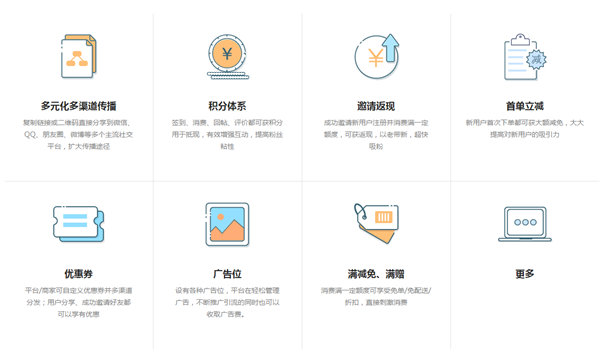 ¥
¥
减
多元化多渠道传播
积分体系
邀请返现
首单立减
复制链接或二维码直接分享到微信、
QQ、朋友圈、微博等多个主流社交
平台，扩大传播途径
签到、消费、回帖、评价都可获积分
用于抵现，有效增强互动，提高粉丝
粘性
成功邀请新用户注册并消费满一定
额度，可获返现，以老带新，超快
吸粉
新用户首次下单都可获大额减免，大大
提高对新用户的吸引力
优惠券
广告位
满减免、满赠
更多
平台/商家可自定义优惠券并多渠道
分发；用户分享、成功邀请好友都
可以享有优惠
设有各种广告位，平台在轻松管理
广告，不断推广引流的同时也可以
收取广告费。
消费满一定额度可享受免单/免配送/
折扣，直接刺激消费